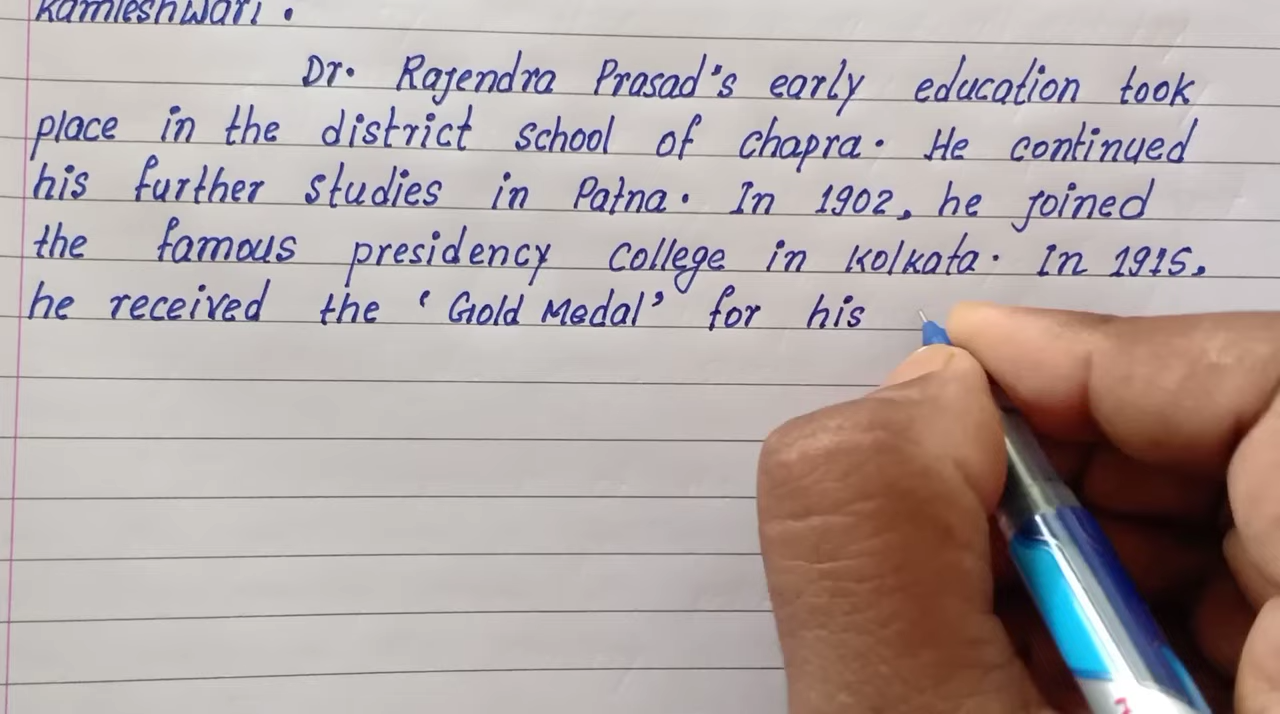 Kamleshwari.
Dr. Rajendra Prasad's early education took
place in the district school of chapra. He continued
his further studies in Patna. In 1902, he joined
the famous presidency college in Kolkata. In 1915,
he received the 'Gold Medal' for his